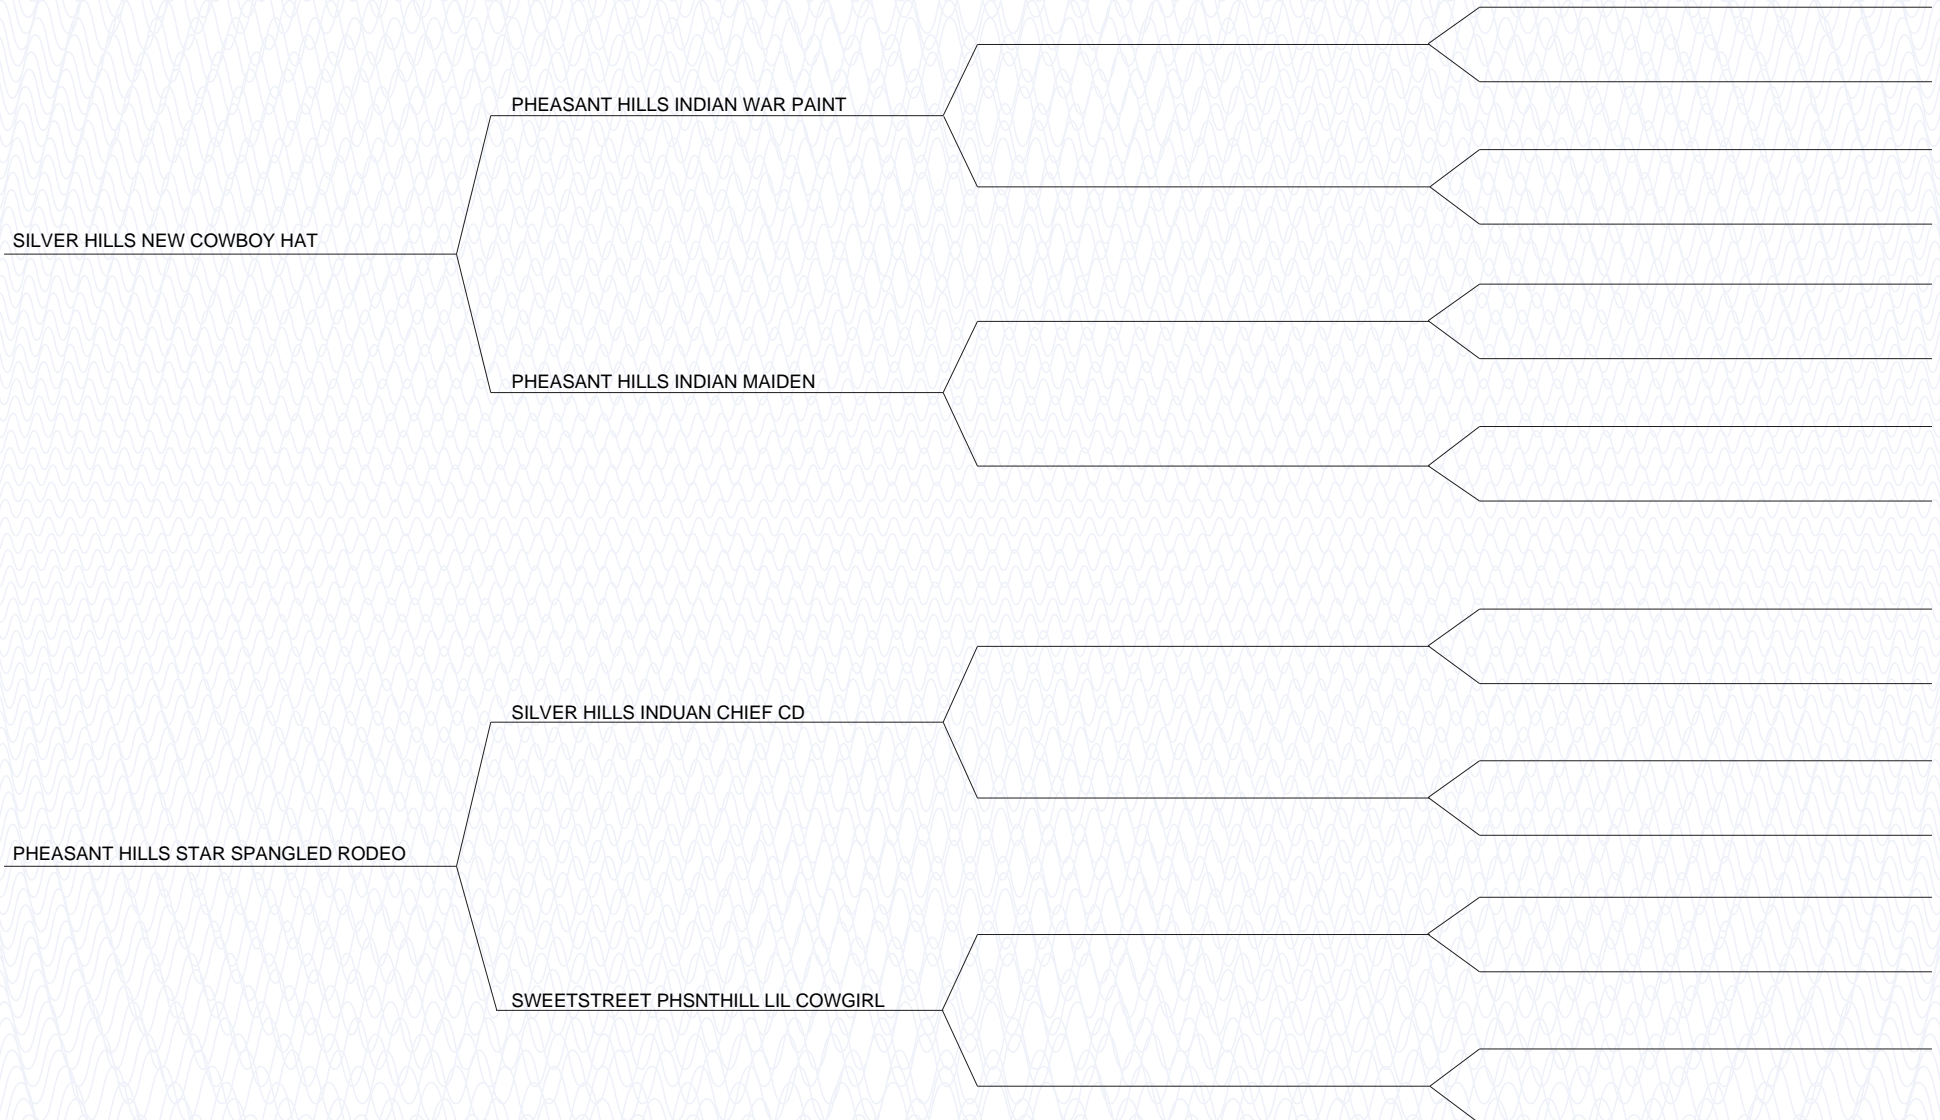 PHEASANT HILLS INDIAN WAR PAINT
SILVER HILLS NEW COWBOY HAT
PHEASANT HILLS INDIAN MAIDEN
SILVER HILLS INDUAN CHIEF CD
PHEASANT HILLS STAR SPANGLED RODEO
SWEETSTREET PHSNTHILL LIL COWGIRL